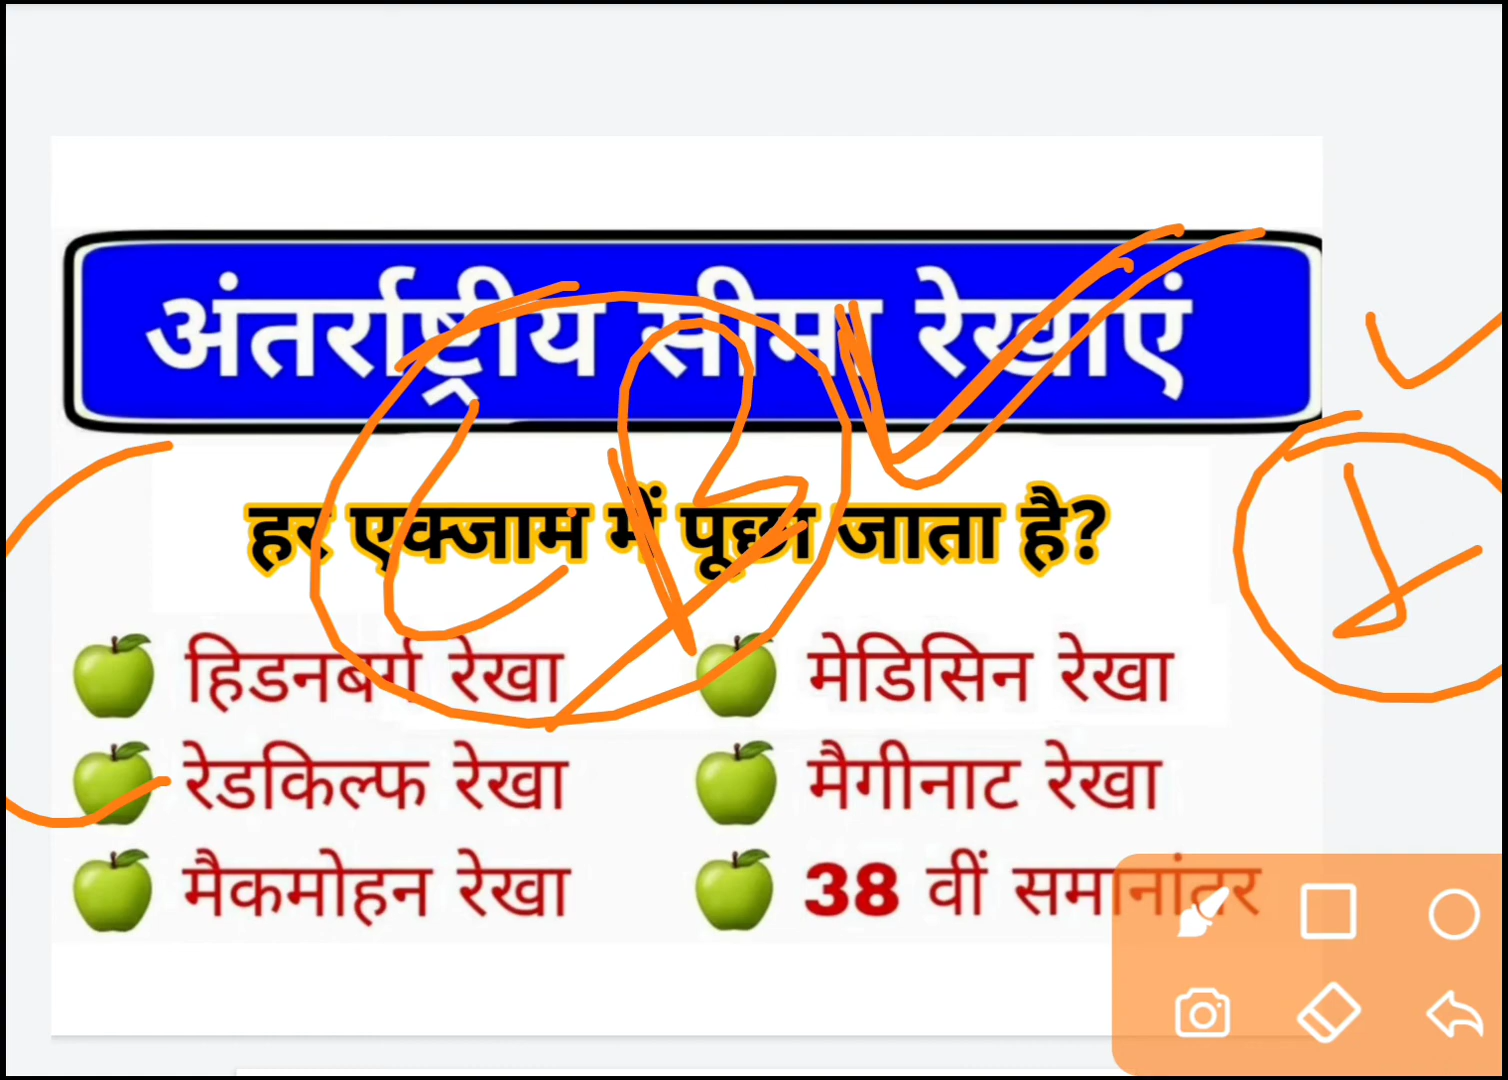 अंतर्राष्ट्रीय सीमा रेखाएं
हर एक्जाम में पूछा जाता है?
हिडनबर्ग रेखा
मेडिसिन रेखा
रेडकिल्फ रेखा
मैगीनाट रेखा
मैकमोहन रेखा
38 वीं समानांतर